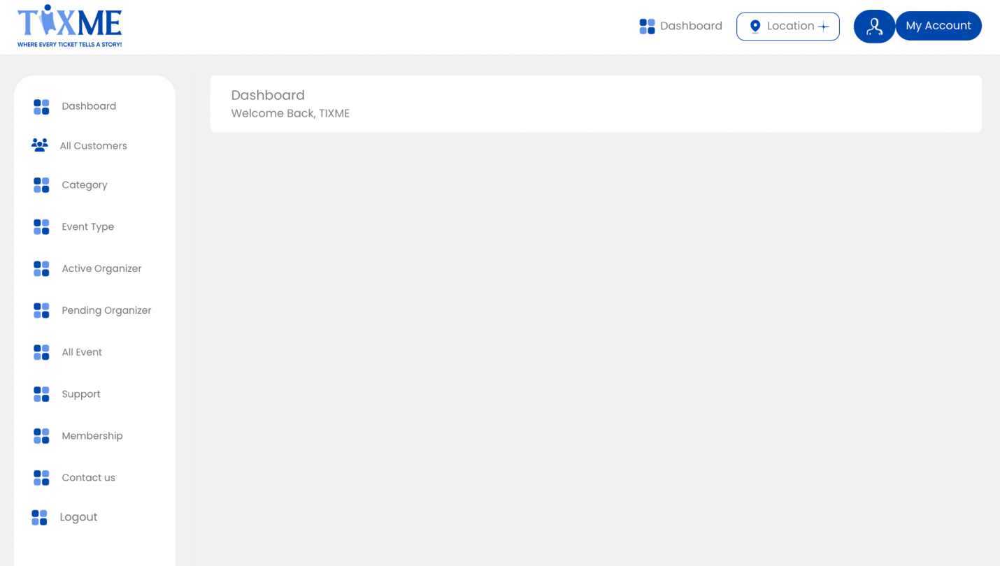 TIXME
WHERE EVERY TICKET TELLS A STORY!
Dashboard
Location
My Account
Dashboard
All Customers
Category
Event Type
Active Organizer
Pending Organizer
All Event
Support
Membership
Contact us
Logout
Dashboard
Welcome Back, TIXME